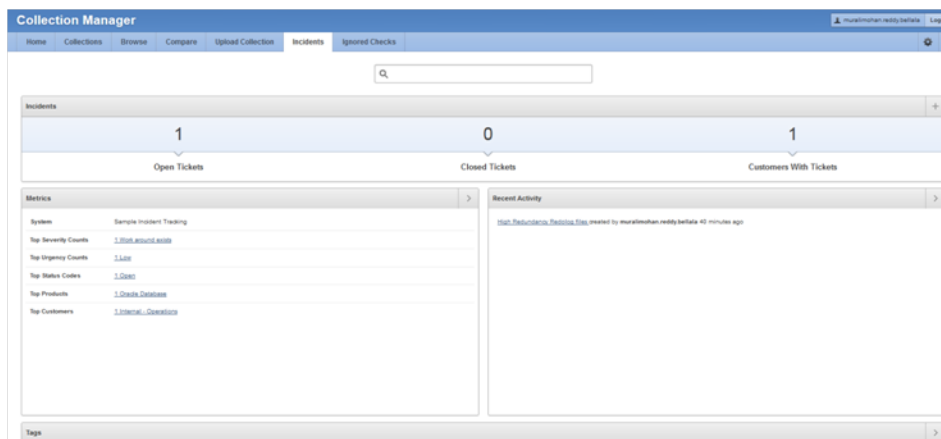 Collection Manager
muralimohan.reddy.bellala Log
Home Collections Browse Compare Upload Collection Incidents Ignored Checks
Incidents
1 0 1
Open Tickets Closed Tickets Customers With Tickets
Metrics
Recent Activity
System Sample Incident Tracking
Top Severity Counts 1 Work around exists
Top Urgency Counts 1 Low
Top Status Codes 1 Open
Top Products 1 Oracle Database
Top Customers 1 Internal - Operations
High Redundancy Redolog files created by muralimohan.reddy.bellala 40 minutes ago
Tags